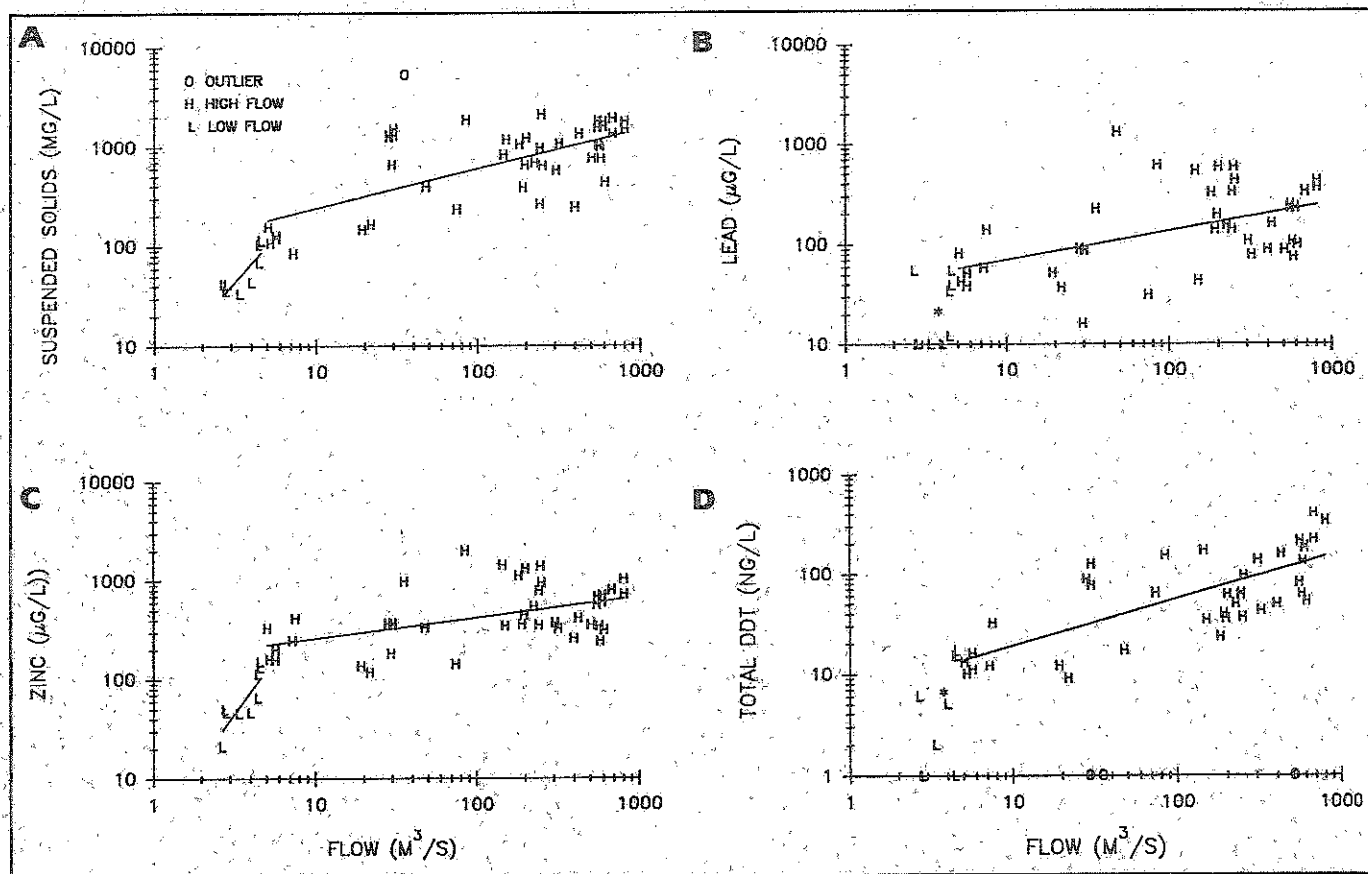 A
SUSPENDED SOLIDS (MG/L)
10000
1000
100
10
1
10
100
1000
O OUTLIER
H HIGH FLOW
L LOW FLOW
B
LEAD (µG/L)
10000
1000
100
10
1
10
100
1000
C
ZINC (µG/L))
10000
1000
100
10
1
10
100
1000
FLOW (M³/S)
D
TOTAL DDT (NG/L)
1000
100
10
1
1
10
100
1000
FLOW (M³/S)